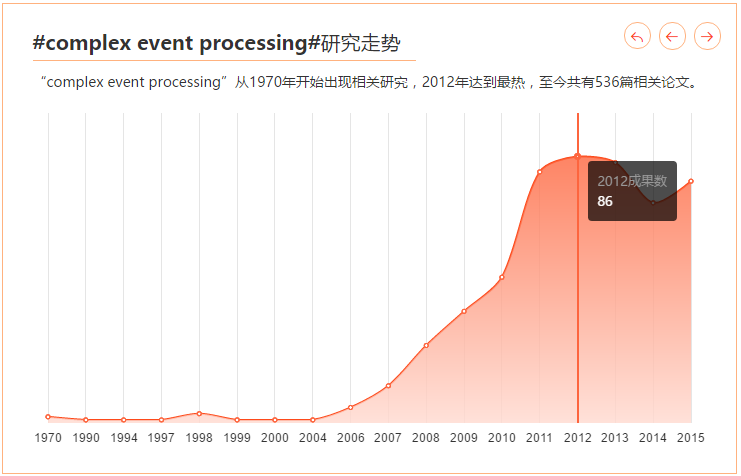 #complex event processing#研究走势
“complex event processing”从1970年开始出现相关研究，2012年达到最热，至今共有536篇相关论文。
2012成果数
86
1970 1990 1994 1997 1998 1999 2000 2004 2006 2007 2008 2009 2010 2011 2012 2013 2014 2015